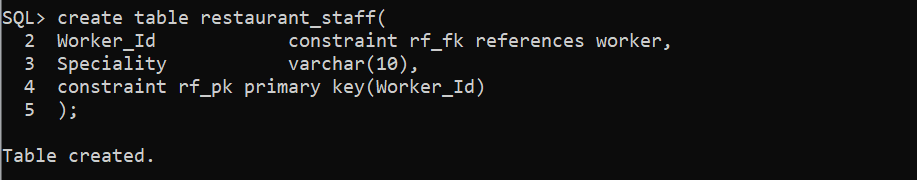 SQL> create table restaurant_staff(
  2  Worker_Id           constraint rf_fk references worker,
  3  Speciality          varchar(10),
  4  constraint rf_pk primary key(Worker_Id)
  5  );
Table created.